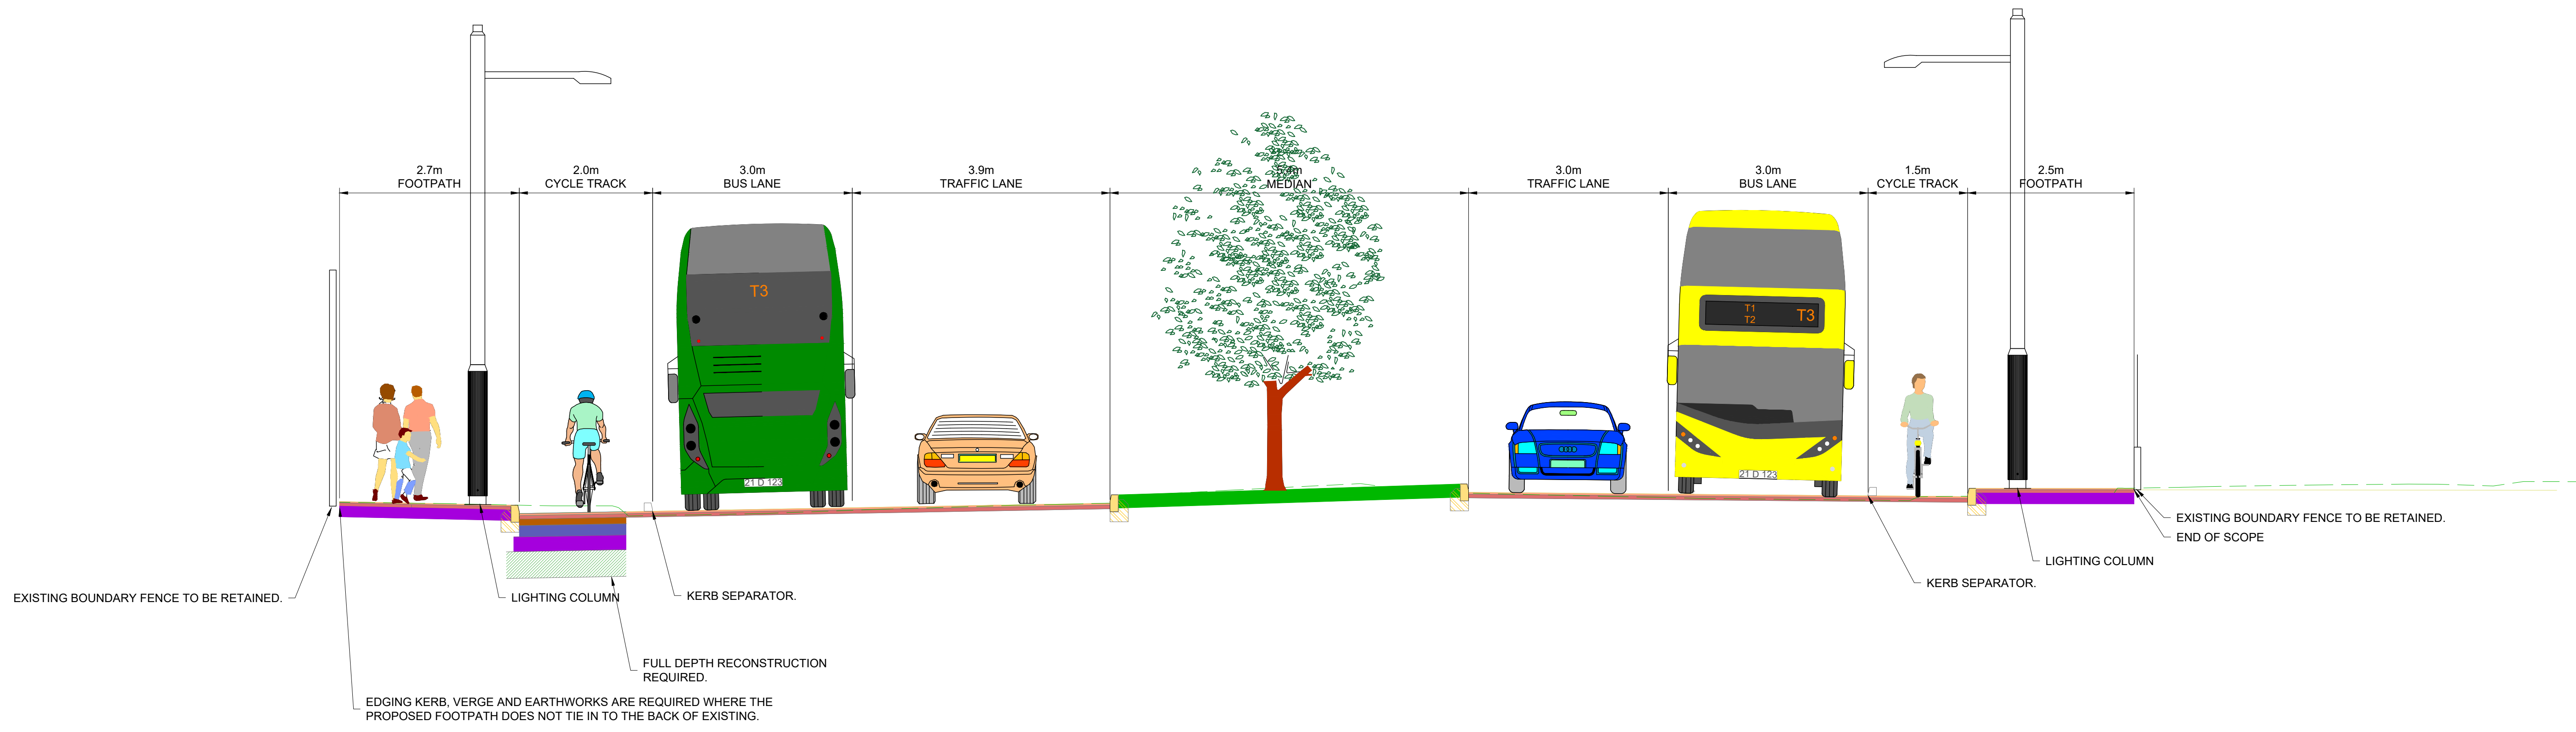 2.7m
FOOTPATH
2.0m
CYCLE TRACK
3.0m
BUS LANE
3.9m
TRAFFIC LANE
MEDIAN
3.0m
TRAFFIC LANE
3.0m
BUS LANE
1.5m
CYCLE TRACK
2.5m
FOOTPATH
T3
21 D 123
T1
T2
T3
21 D 123
EXISTING BOUNDARY FENCE TO BE RETAINED.
LIGHTING COLUMN
KERB SEPARATOR.
FULL DEPTH RECONSTRUCTION
REQUIRED.
EDGING KERB, VERGE AND EARTHWORKS ARE REQUIRED WHERE THE
PROPOSED FOOTPATH DOES NOT TIE IN TO THE BACK OF EXISTING.
EXISTING BOUNDARY FENCE TO BE RETAINED.
END OF SCOPE
LIGHTING COLUMN
KERB SEPARATOR.